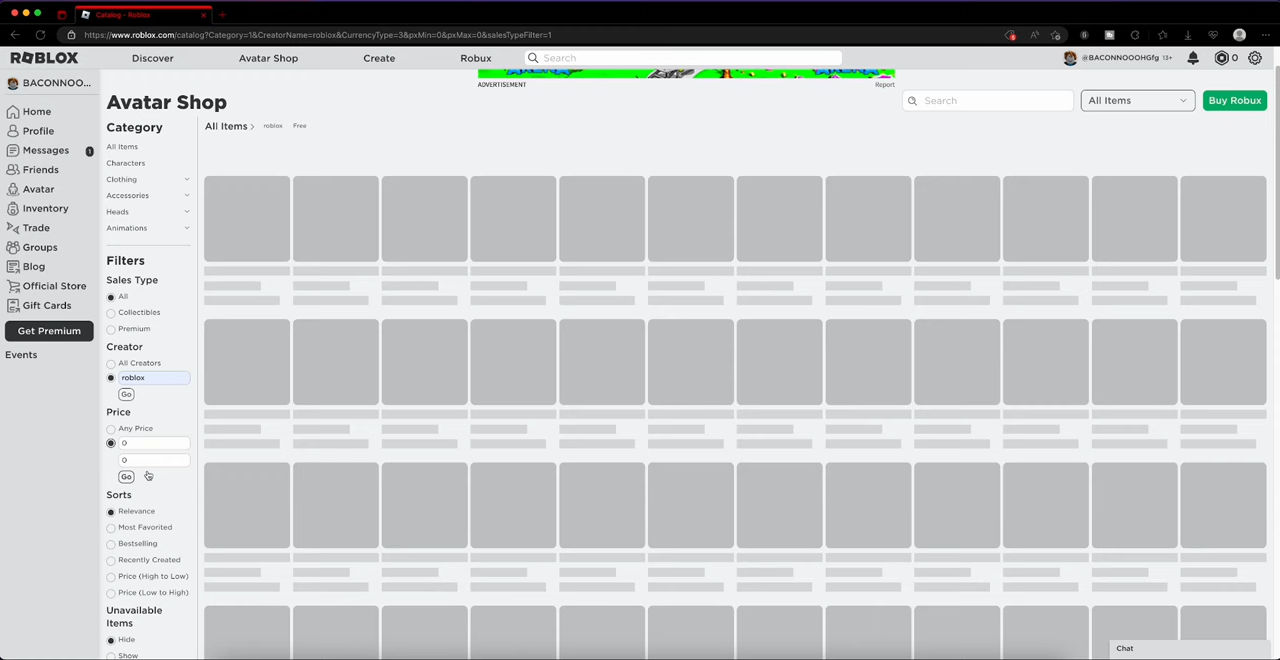 Catalog - Roblox
https://www.roblox.com/catalog?Category=1&CreatorName=roblox&CurrencyType=3&pxMin=0&pxMax=0&salesTypeFilter=1
ROBLOX
Discover
Avatar Shop
Create
Robux
Search
@BACONNOOOHGfg 13+
0
BACONNOOO...
Home
Profile
Messages
1
Friends
Avatar
Inventory
Trade
Groups
Blog
Official Store
Gift Cards
Get Premium
Events
ADVERTISEMENT
Report
Avatar Shop
Search
All Items
Buy Robux
Category
All Items
Characters
Clothing
Accessories
Heads
Animations
Filters
Sales Type
All
Collectibles
Premium
Creator
All Creators
roblox
Go
Price
Any Price
0
0
Go
Sorts
Relevance
Most Favorited
Bestselling
Recently Created
Price (High to Low)
Price (Low to High)
Unavailable
Items
Hide
Show
All Items
roblox
Free
Chat